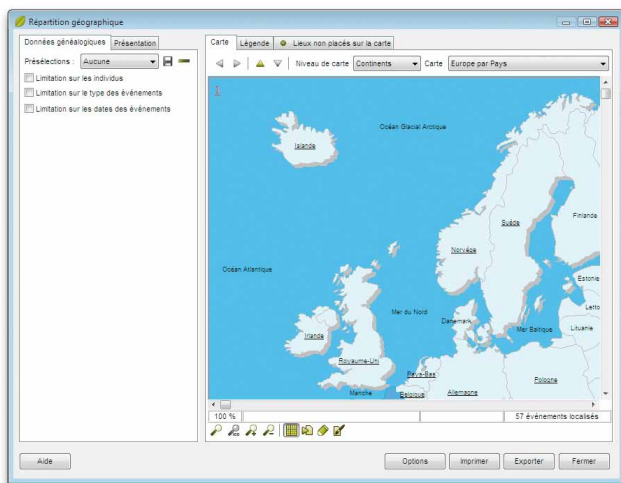 Répartition géographique
Données généalogiques Présentation
Présélections : Aucune
Limitation sur les individus
Limitation sur le type des événements
Limitation sur les dates des événements
Carte Légende Lieux non placés sur la carte
Niveau de carte Continents Carte Europe par Pays
1
Océan Glacial Arctique
Islande
Finlande
Suède
Norvège
Océan Atlantique
Estonie
Letto
Mer du Nord
Danemark
Mer Baltique
Lituanie
Irlande
Royaume-Uni
Pays-Bas
Pologne
Manche
Belgique
Allemagne
100 %
57 événements localisés
Aide
Options Imprimer Exporter Fermer